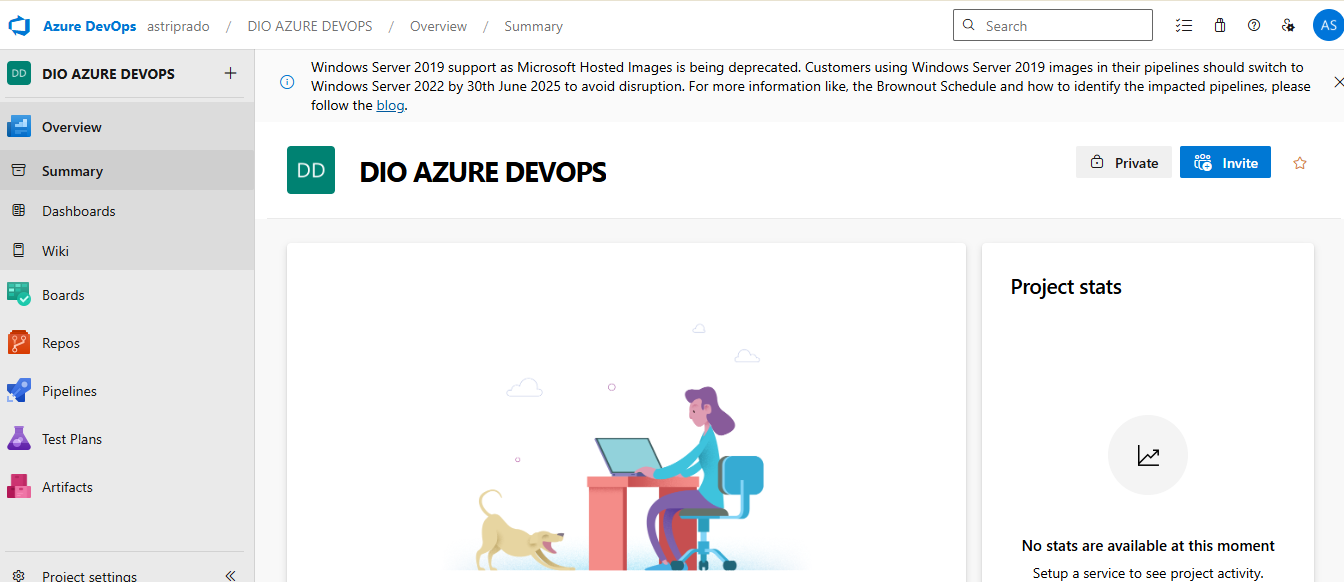 Azure DevOps astriprado / DIO AZURE DEVOPS / Overview / Summary Search AS
DD DIO AZURE DEVOPS +
Windows Server 2019 support as Microsoft Hosted Images is being deprecated. Customers using Windows Server 2019 images in their pipelines should switch to
Windows Server 2022 by 30th June 2025 to avoid disruption. For more information like, the Brownout Schedule and how to identify the impacted pipelines, please
follow the blog.
Overview
Summary
Dashboards
Wiki
Boards
Repos
Pipelines
Test Plans
Artifacts
Project settings
DD DIO AZURE DEVOPS
Private
Invite
Project stats
No stats are available at this moment
Setup a service to see project activity.